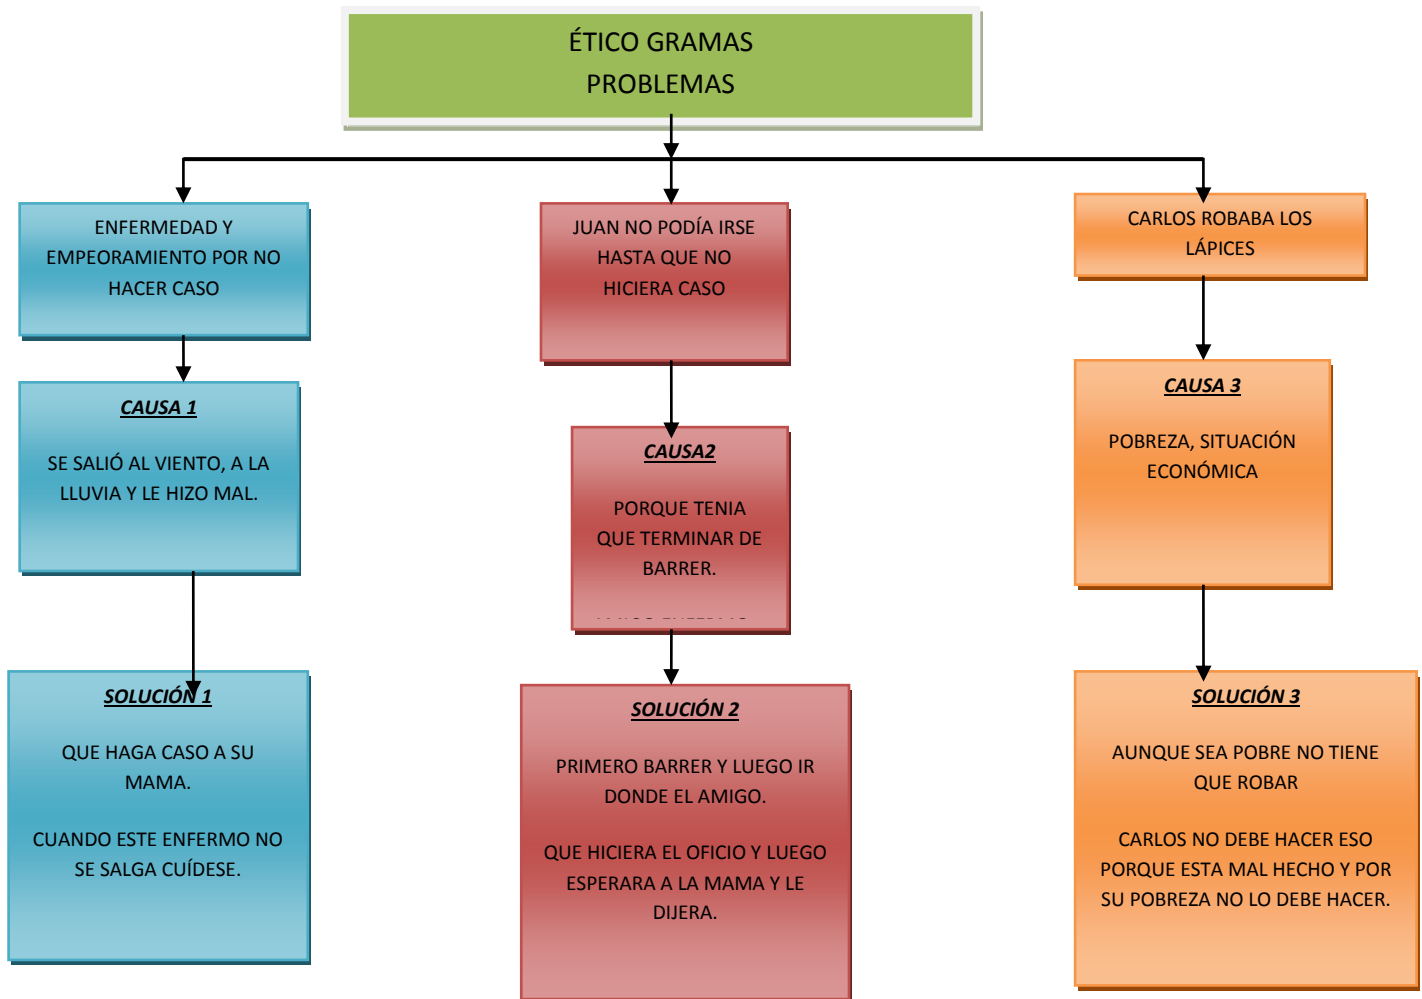 ÉTICO GRAMAS
PROBLEMAS
ENFERMEDAD Y
EMPEORAMIENTO POR NO
HACER CASO
CAUSA 1
SE SALIÓ AL VIENTO, A LA
LLUVIA Y LE HIZO MAL.
SOLUCIÓN 1
QUE HAGA CASO A SU
MAMA.
CUANDO ESTE ENFERMO NO
SE SALGA CUÍDESE.
JUAN NO PODÍA IRSE
HASTA QUE NO
HICIERA CASO
CAUSA2
PORQUE TENIA
QUE TERMINAR DE
BARRER.
SOLUCIÓN 2
PRIMERO BARRER Y LUEGO IR
DONDE EL AMIGO.
QUE HICIERA EL OFICIO Y LUEGO
ESPERARA A LA MAMA Y LE
DIJERA.
CARLOS ROBABA LOS
LÁPICES
CAUSA 3
POBREZA, SITUACIÓN
ECONÓMICA
SOLUCIÓN 3
AUNQUE SEA POBRE NO TIENE
QUE ROBAR
CARLOS NO DEBE HACER ESO
PORQUE ESTA MAL HECHO Y POR
SU POBREZA NO LO DEBE HACER.